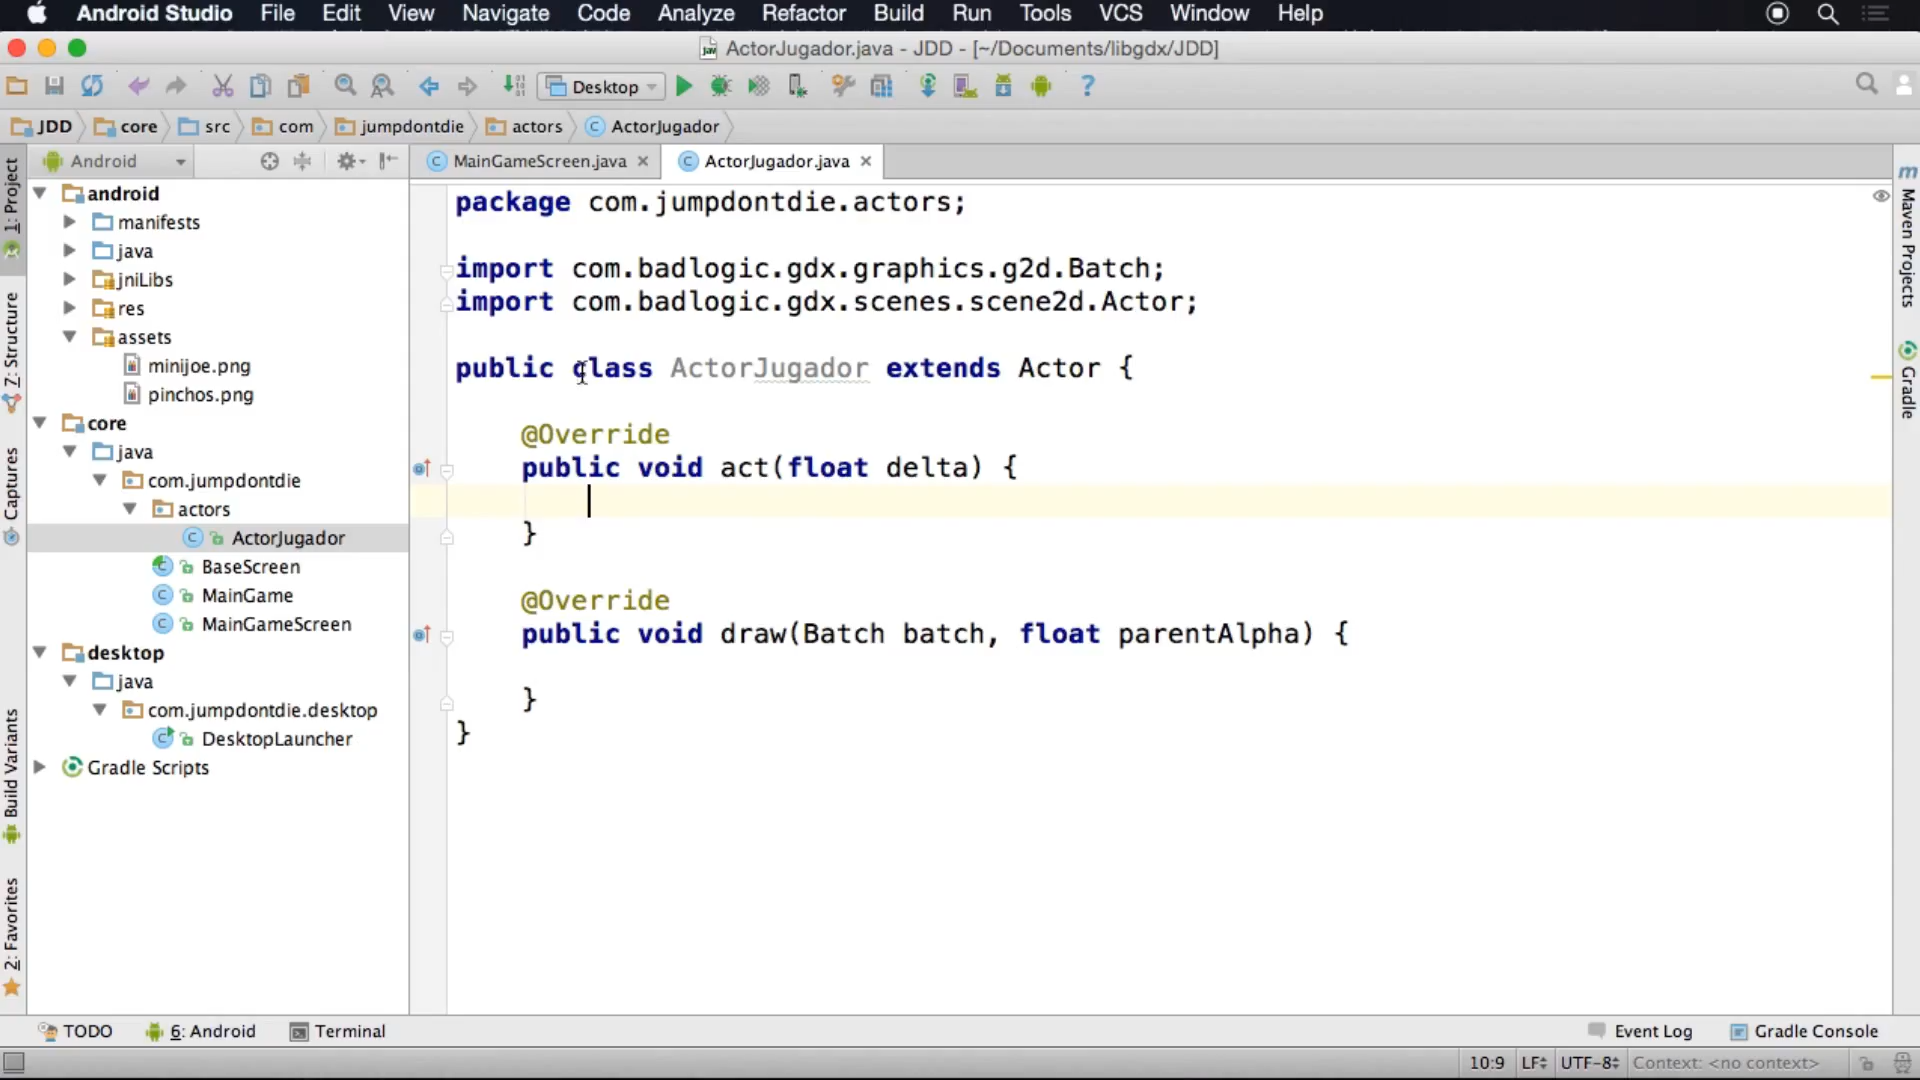 Android Studio File Edit View Navigate Code Analyze Refactor Build Run Tools VCS Window Help
ActorJugador.java - JDD - [~/Documents/libgdx/JDD]
Desktop
JDD core src com jumpdontdie actors ActorJugador
Android
MainGameScreen.java ActorJugador.java
1: Project
7: Structure
Captures
Build Variants
2: Favorites
android
manifests
java
jniLibs
res
assets
minijoe.png
pinchos.png
core
java
com.jumpdontdie
actors
ActorJugador
BaseScreen
MainGame
MainGameScreen
desktop
java
com.jumpdontdie.desktop
DesktopLauncher
Gradle Scripts
package com.jumpdontdie.actors;
import com.badlogic.gdx.graphics.g2d.Batch;
import com.badlogic.gdx.scenes.scene2d.Actor;
public class ActorJugador extends Actor {
@Override
public void act(float delta) {
}
@Override
public void draw(Batch batch, float parentAlpha) {
}
}
Maven Projects
Gradle
TODO 6: Android Terminal Event Log Gradle Console
10:9 LF UTF-8 Context: <no context>